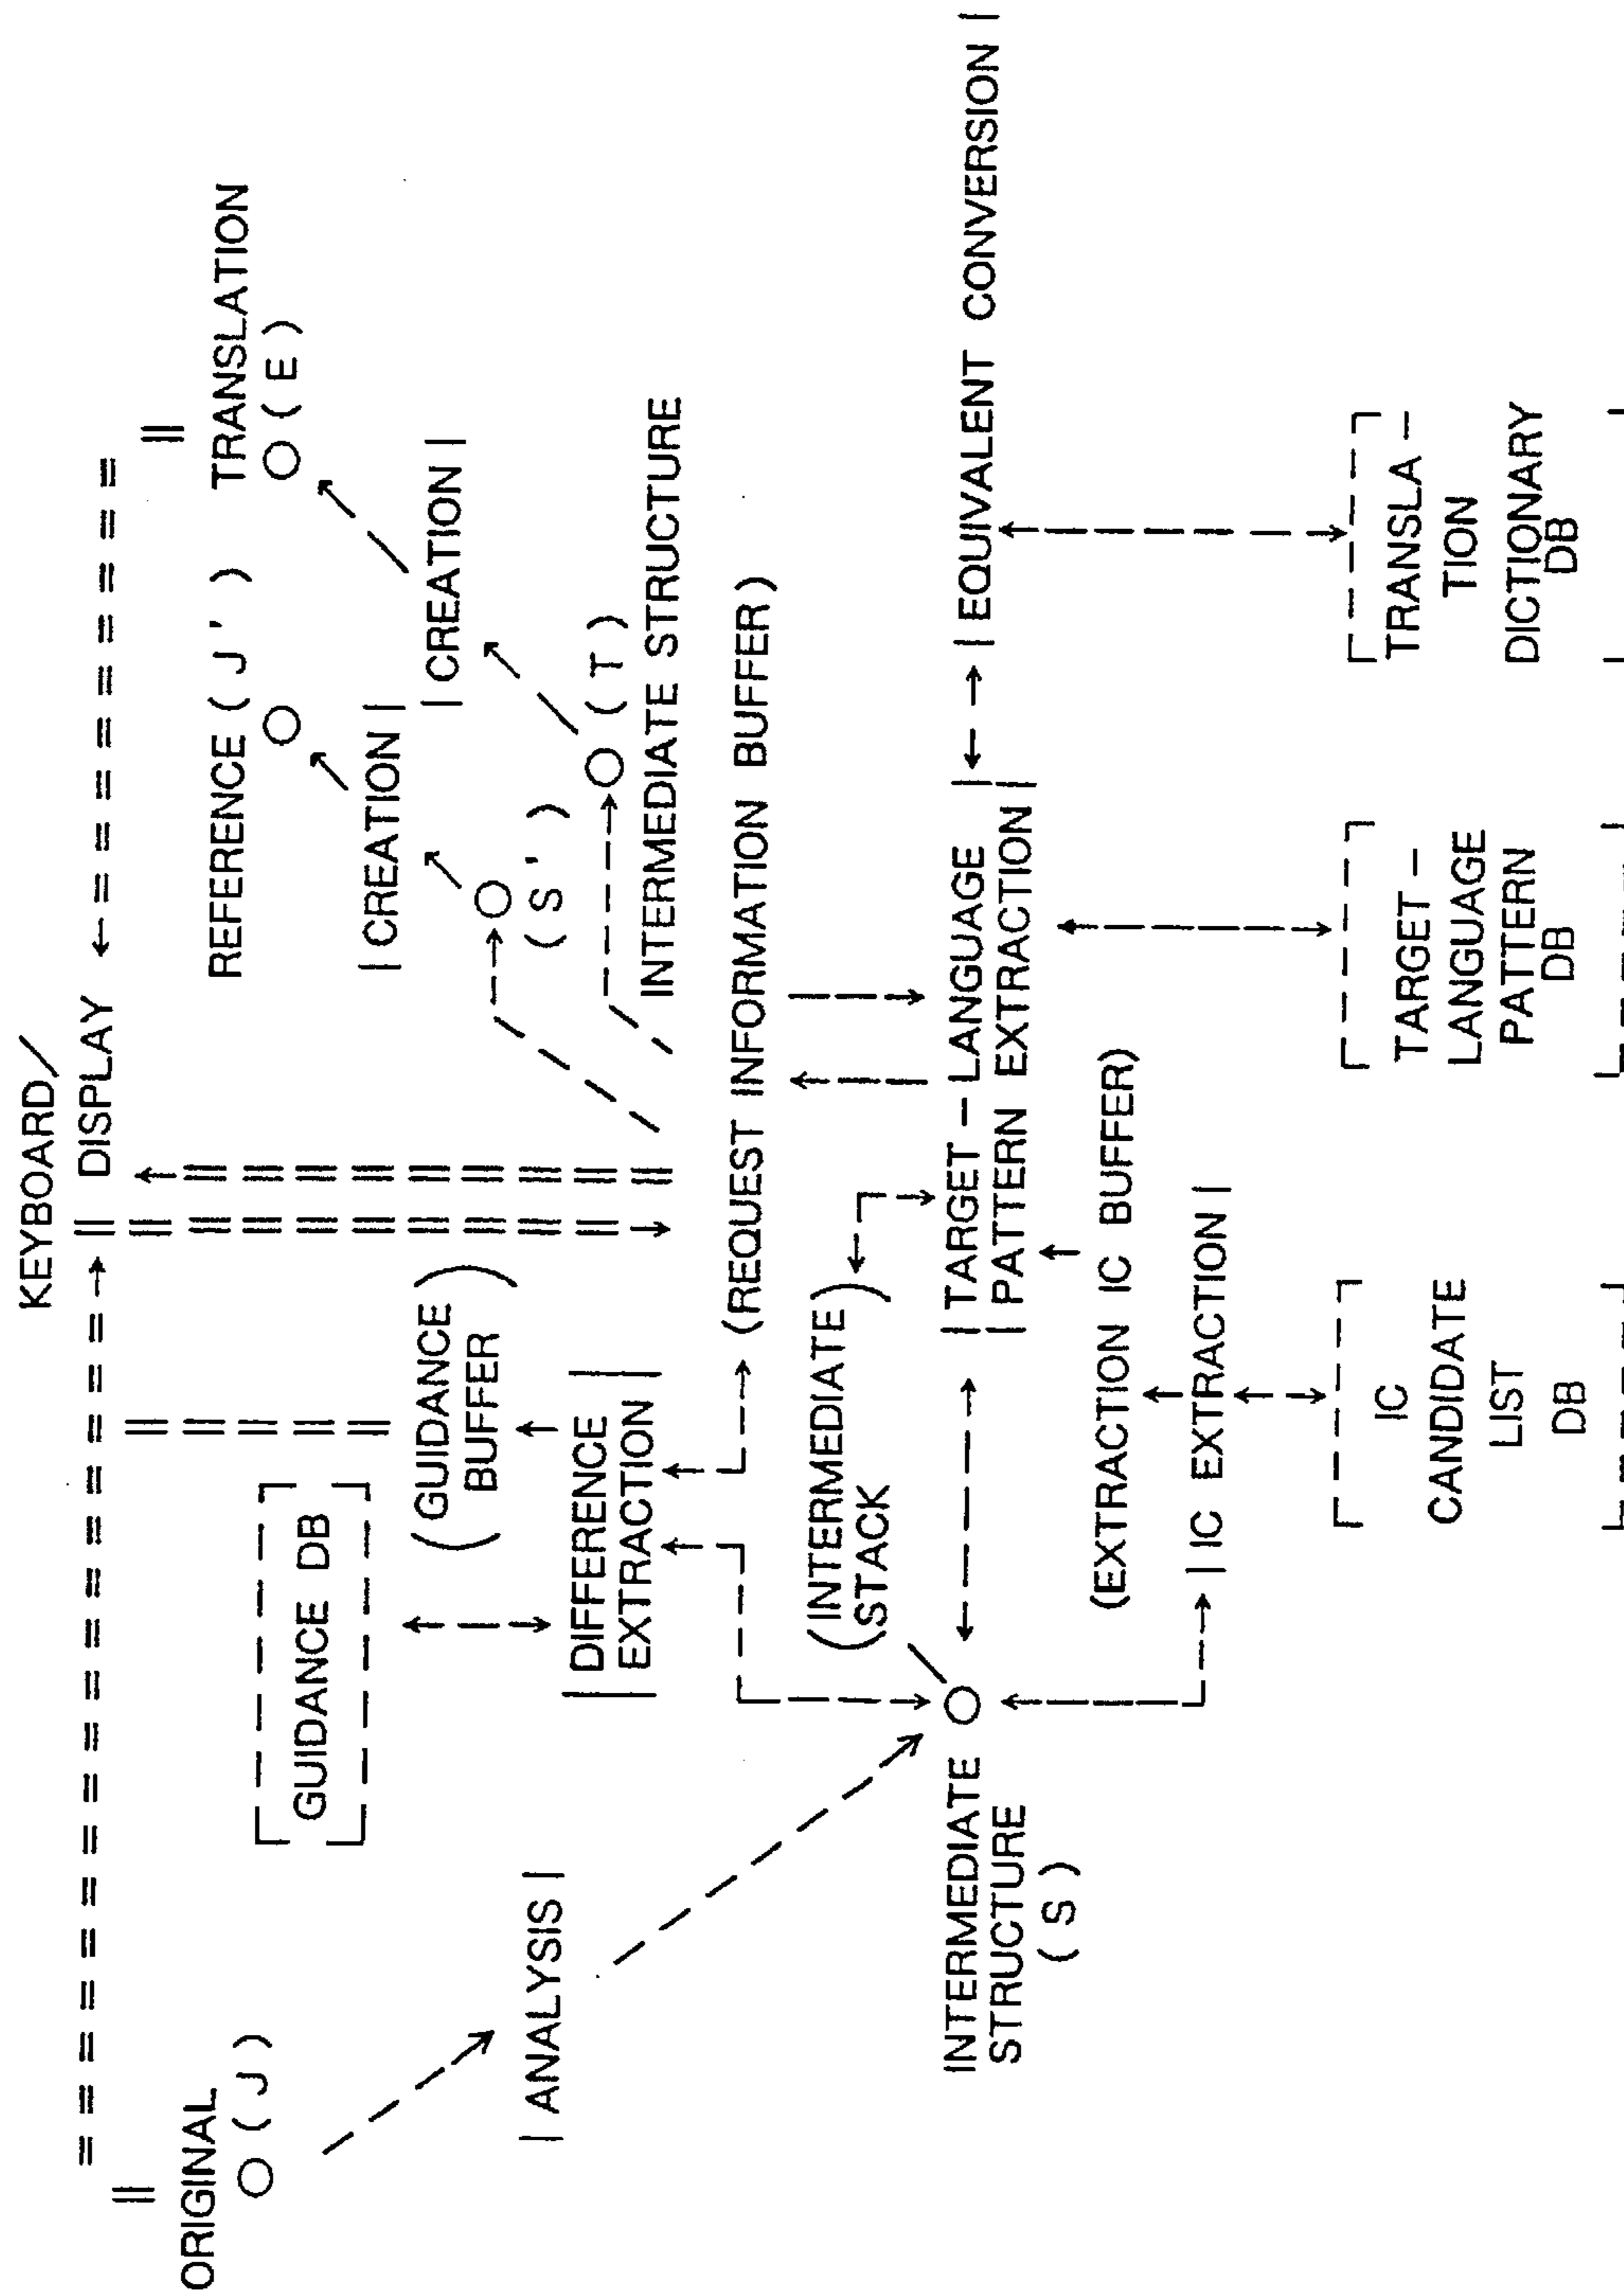 KEYBOARD/
DISPLAY
ORIGINAL
( J )
REFERENCE ( J ' )
TRANSLATION
( E )
GUIDANCE DB
| CREATION |
| CREATION |
(GUIDANCE
BUFFER)
| ANALYSIS |
| DIFFERENCE |
| EXTRACTION |
( S ' )
( T )
INTERMEDIATE STRUCTURE
(REQUEST INFORMATION BUFFER)
(INTERMEDIATE
STACK)
INTERMEDIATE
STRUCTURE
( S )
| TARGET – LANGUAGE |
| PATTERN EXTRACTION |
| EQUIVALENT CONVERSION |
(EXTRACTION IC BUFFER)
| IC EXTRACTION |
IC
CANDIDATE
LIST
DB
TARGET –
LANGUAGE
PATTERN
DB
TRANSLA –
TION
DICTIONARY
DB